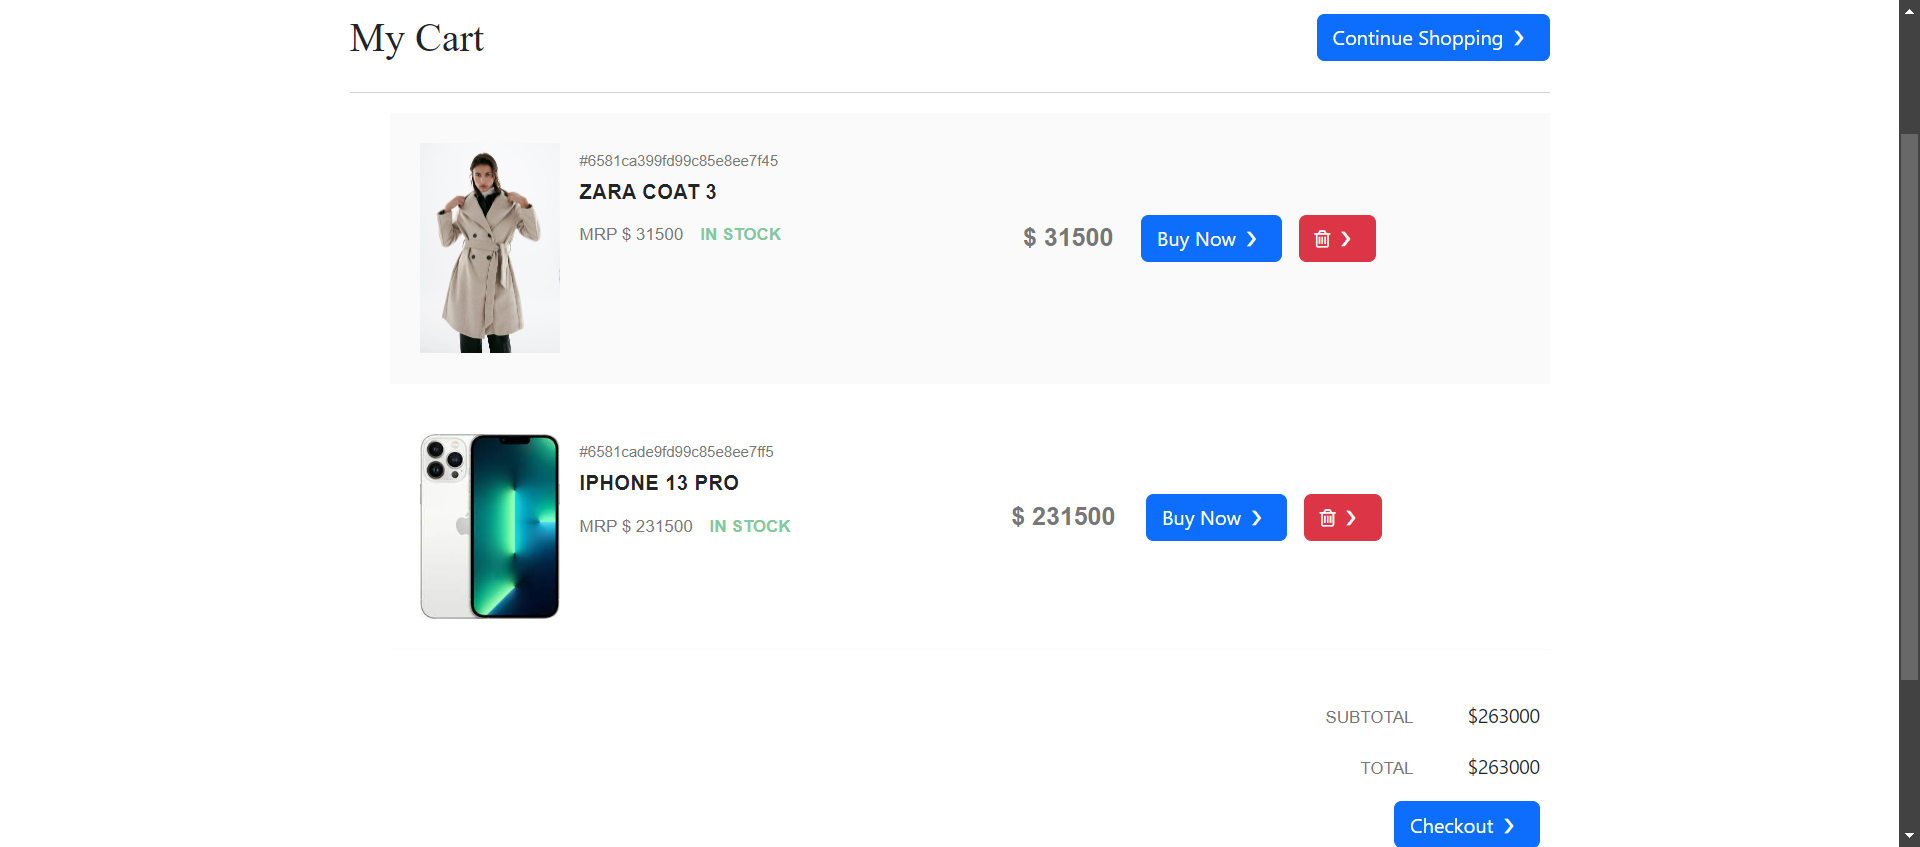 My Cart
Continue Shopping
#6581ca399fd99c85e8ee7f45
ZARA COAT 3
MRP $ 31500 IN STOCK
$ 31500
Buy Now
#6581cade9fd99c85e8ee7ff5
IPHONE 13 PRO
MRP $ 231500 IN STOCK
$ 231500
Buy Now
SUBTOTAL $263000
TOTAL $263000
Checkout